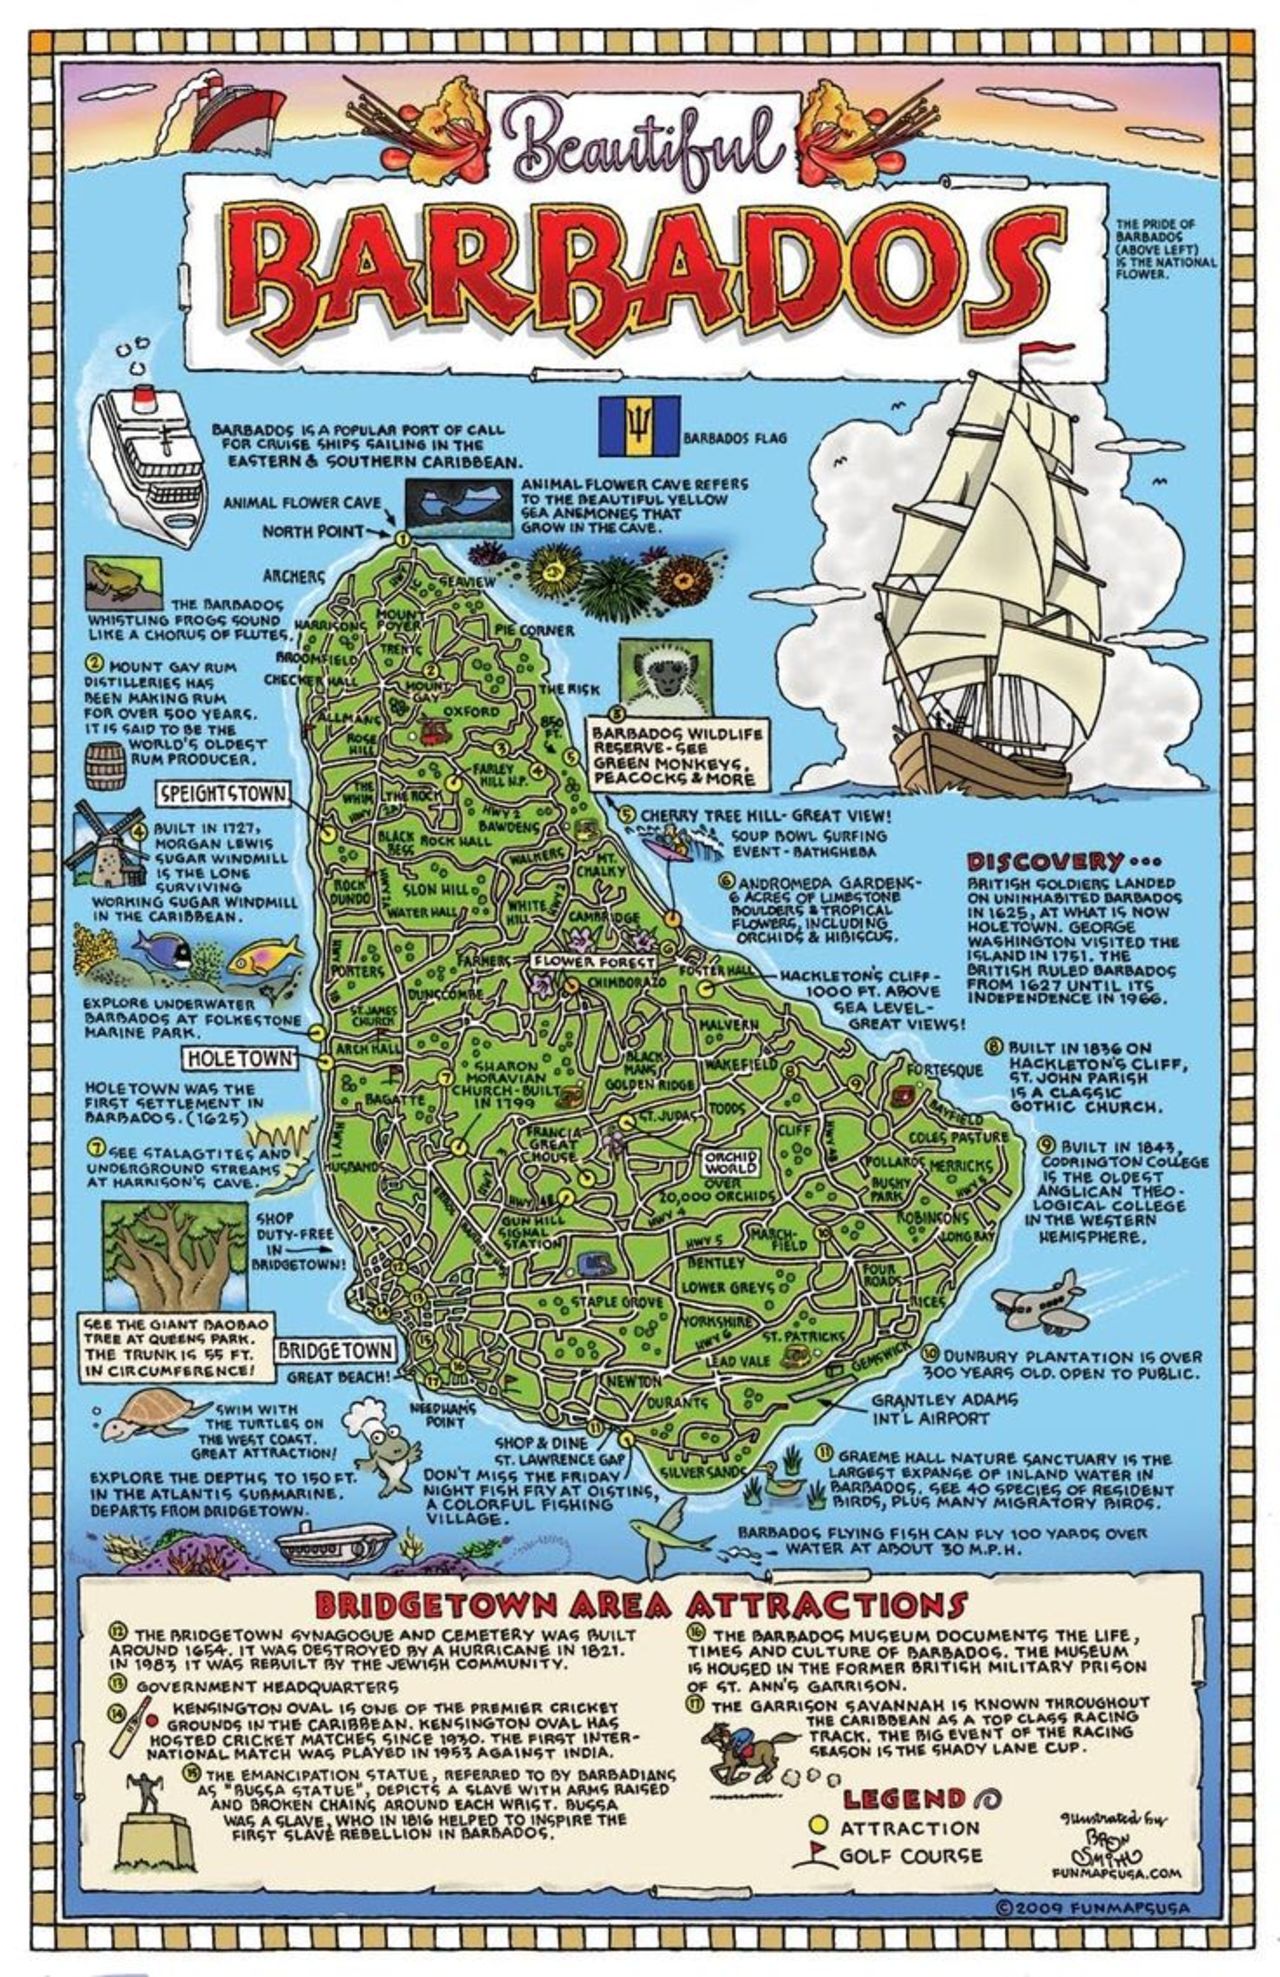 Beautiful
BARBADOS
THE PRIDE OF
BARBADOS
(ABOVE LEFT)
IS THE NATIONAL
FLOWER.
BARBADOS IS A POPULAR PORT OF CALL
FOR CRUISE SHIPS SAILING IN THE
EASTERN & SOUTHERN CARIBBEAN.
BARBADOS FLAG
ANIMAL FLOWER CAVE
NORTH POINT
1
ANIMAL FLOWER CAVE REFERS
TO THE BEAUTIFUL YELLOW
SEA ANEMONES THAT
GROW IN THE CAVE.
ARCHERS
SEAVIEW
THE BARBADOS
WHISTLING FROGS SOUND
LIKE A CHORUS OF FLUTES.
HARRISONS
MOUNT
POYER
PIE CORNER
TRENTS
BROOMFIELD
CHECKER HALL
2
MOUNT
GAY
THE RISK
ALLMANS
OXFORD
850
FT.
ROSE
HILL
2 MOUNT GAY RUM
DISTILLERIES HAS
BEEN MAKING RUM
FOR OVER 500 YEARS.
IT IS SAID TO BE THE
WORLD'S OLDEST
RUM PRODUCER.
3
BARBADOS WILDLIFE
RESERVE - SEE
GREEN MONKEYS,
PEACOCKS & MORE
3
4
5
FARLEY
HILL N.P.
SPEIGHTSTOWN
THE
WHIM
THE ROCK
HWY 2A
HWY 2
BAWDENS
BLACK
BESS
ROCK HALL
WALKERS
MT.
CHALKY
5 CHERRY TREE HILL - GREAT VIEW!
SOUP BOWL SURFING
EVENT - BATHSHEBA
4 BUILT IN 1727,
MORGAN LEWIS
SUGAR WINDMILL
IS THE LONE
SURVIVING
WORKING SUGAR WINDMILL
IN THE CARIBBEAN.
ROCK
DUNDO
HWY 2A
SLON HILL
WATER HALL
WHITE
HILL
HWY 2
CAMBRIDGE
6 ANDROMEDA GARDENS-
6 ACRES OF LIMESTONE
BOULDERS & TROPICAL
FLOWERS, INCLUDING
ORCHIDS & HIBISCUS.
DISCOVERY...
BRITISH SOLDIERS LANDED
ON UNINHABITED BARBADOS
IN 1625, AT WHAT IS NOW
HOLETOWN. GEORGE
WASHINGTON VISITED THE
ISLAND IN 1751. THE
BRITISH RULED BARBADOS
FROM 1627 UNTIL ITS
INDEPENDENCE IN 1966.
PORTERS
FARMERS
FLOWER FOREST
6
FOSTER HALL
DUNSCOMBE
CHIMBORAZO
HACKLETON'S CLIFF -
1000 FT. ABOVE
SEA LEVEL-
GREAT VIEWS!
EXPLORE UNDERWATER
BARBADOS AT FOLKESTONE
MARINE PARK.
ST. JAMES
CHURCH
ARCH HALL
HOLETOWN
MALVERN
BLACK
MANS
WAKEFIELD
8
9
FORTESQUE
8 BUILT IN 1836 ON
HACKLETON'S CLIFF,
ST. JOHN PARISH
IS A CLASSIC
GOTHIC CHURCH.
HOLETOWN WAS THE
FIRST SETTLEMENT IN
BARBADOS. (1625)
7
SHARON
MORAVIAN
CHURCH - BUILT
IN 1799
GOLDEN RIDGE
BAGATTE
BAYFIELD
ST. JUDAS
TODDS
CLIFF
COLES PASTURE
7 SEE STALAGTITES AND
UNDERGROUND STREAMS
AT HARRISON'S CAVE.
HWY 1
HUSBANDS
FRANCIA
GREAT
HOUSE
ORCHID
WORLD
OVER
20,000 ORCHIDS
POLLARDS
MERRICKS
BUSHY
PARK
HWY 5
9 BUILT IN 1843,
CODRINGTON COLLEGE
IS THE OLDEST
ANGLICAN THEO-
LOGICAL COLLEGE
IN THE WESTERN
HEMISPHERE.
HWY 4
GUN HILL
SIGNAL
STATION
ROBINSONS
LONG BAY
SHOP
DUTY-FREE
IN
BRIDGETOWN!
HWY 5
MARCH-
FIELD
10
BENTLEY
FOUR
ROADS
LOWER GREYS
12
13
14
STAPLE GROVE
RICES
YORKSHIRE
HWY 6
ST. PATRICKS
SEE THE GIANT BAOBAO
TREE AT QUEENS PARK.
THE TRUNK IS 55 FT.
IN CIRCUMFERENCE!
BRIDGETOWN
15
16
17
GREAT BEACH!
LEAD VALE
GEMSWICK
10 DUNBURY PLANTATION IS OVER
300 YEARS OLD. OPEN TO PUBLIC.
NEWTON
DURANTS
GRANTLEY ADAMS
INT'L AIRPORT
NEEDHAM'S
POINT
SWIM WITH
THE TURTLES ON
THE WEST COAST.
GREAT ATTRACTION!
11
SHOP & DINE
ST. LAWRENCE GAP
SILVER SANDS
11 GRAEME HALL NATURE SANCTUARY IS THE
LARGEST EXPANSE OF INLAND WATER IN
BARBADOS. SEE 40 SPECIES OF RESIDENT
BIRDS, PLUS MANY MIGRATORY BIRDS.
EXPLORE THE DEPTHS TO 150 FT.
IN THE ATLANTIS SUBMARINE.
DEPARTS FROM BRIDGETOWN.
DON'T MISS THE FRIDAY
NIGHT FISH FRY AT OISTINS,
A COLORFUL FISHING
VILLAGE.
BARBADOS FLYING FISH CAN FLY 100 YARDS OVER
WATER AT ABOUT 30 M.P.H.
BRIDGETOWN AREA ATTRACTIONS
12 THE BRIDGETOWN SYNAGOGUE AND CEMETERY WAS BUILT
AROUND 1654. IT WAS DESTROYED BY A HURRICANE IN 1821.
IN 1983 IT WAS REBUILT BY THE JEWISH COMMUNITY.
13 GOVERNMENT HEADQUARTERS
14 KENSINGTON OVAL IS ONE OF THE PREMIER CRICKET
GROUNDS IN THE CARIBBEAN. KENSINGTON OVAL HAS
HOSTED CRICKET MATCHES SINCE 1930. THE FIRST INTER-
NATIONAL MATCH WAS PLAYED IN 1953 AGAINST INDIA.
15 THE EMANCIPATION STATUE, REFERRED TO BY BARBADIANS
AS "BUSSA STATUE", DEPICTS A SLAVE WITH ARMS RAISED
AND BROKEN CHAINS AROUND EACH WRIST. BUSSA
WAS A SLAVE, WHO IN 1816 HELPED TO INSPIRE THE
FIRST SLAVE REBELLION IN BARBADOS.
16 THE BARBADOS MUSEUM DOCUMENTS THE LIFE,
TIMES AND CULTURE OF BARBADOS. THE MUSEUM
IS HOUSED IN THE FORMER BRITISH MILITARY PRISON
OF ST. ANN'S GARRISON.
17 THE GARRISON SAVANNAH IS KNOWN THROUGHOUT
THE CARIBBEAN AS A TOP CLASS RACING
TRACK. THE BIG EVENT OF THE RACING
SEASON IS THE SHADY LANE CUP.
LEGEND
ATTRACTION
GOLF COURSE
Illustrated by
BRON
SMITH
FUNMAPSUSA.COM
©2009 FUNMAPSUSA